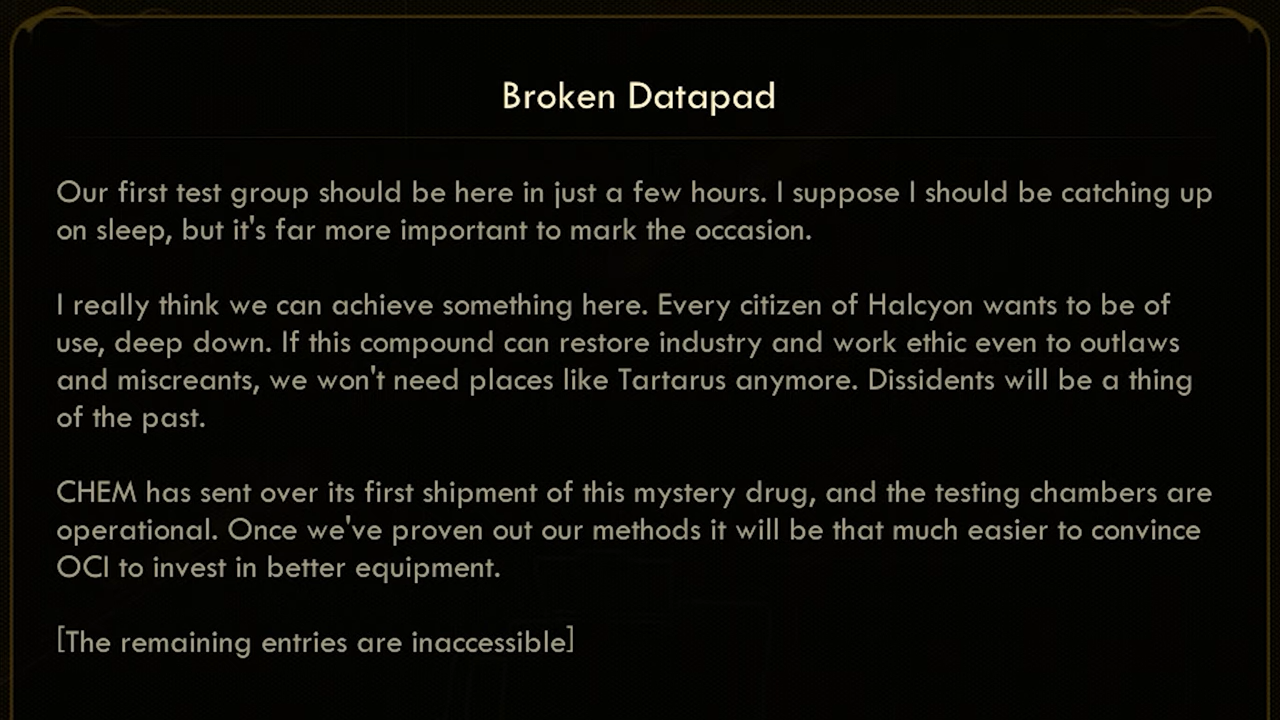 Broken Datapad
Our first test group should be here in just a few hours. I suppose I should be catching up
on sleep, but it's far more important to mark the occasion.
I really think we can achieve something here. Every citizen of Halcyon wants to be of
use, deep down. If this compound can restore industry and work ethic even to outlaws
and miscreants, we won't need places like Tartarus anymore. Dissidents will be a thing
of the past.
CHEM has sent over its first shipment of this mystery drug, and the testing chambers are
operational. Once we've proven out our methods it will be that much easier to convince
OCI to invest in better equipment.
[The remaining entries are inaccessible]